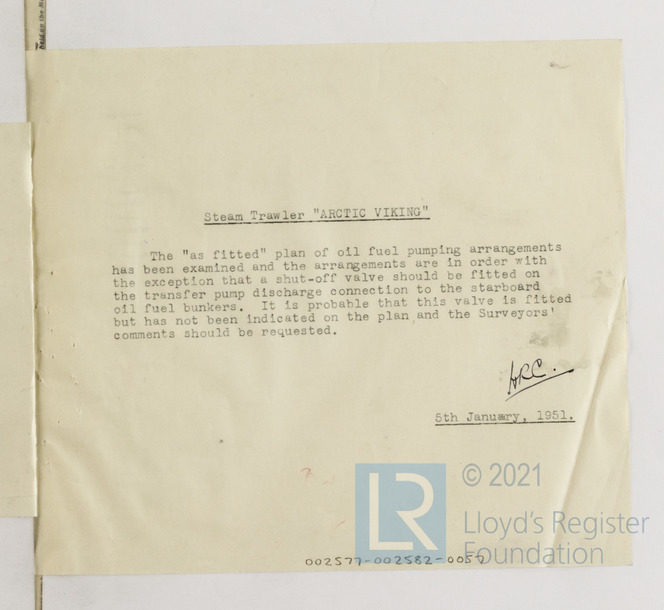 Steam Trawler "ARCTIC VIKING"
The "as fitted" plan of oil fuel pumping arrangements
has been examined and the arrangements are in order with
the exception that a shut-off valve should be fitted on
the transfer pump discharge connection to the starboard
oil fuel bunkers. It is probable that this valve is fitted
but has not been indicated on the plan and the Surveyors'
comments should be requested.
HRC.
5th January, 1951.
LR
© 2021
Lloyd's Register
Foundation
002577-002582-0057